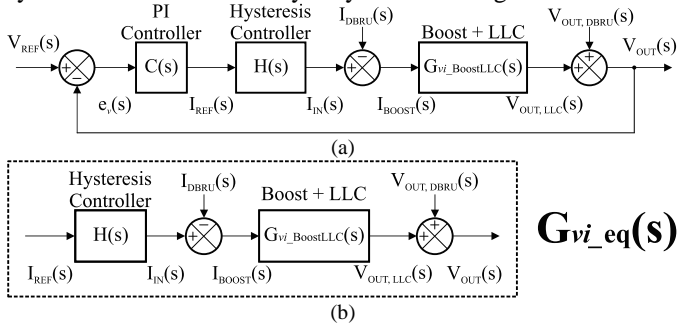 PI Controller
Hysteresis Controller
I_DBRU(s)
Boost + LLC
V_OUT, DBRU(s)
V_REF(s)
+
−
C(s)
H(s)
+
−
G_vi_BoostLLC(s)
+
+
V_OUT(s)
e_v(s)
I_REF(s)
I_IN(s)
I_BOOST(s)
V_OUT, LLC(s)
(a)
Hysteresis Controller
I_DBRU(s)
Boost + LLC
V_OUT, DBRU(s)
H(s)
+
−
G_vi_BoostLLC(s)
+
+
G_vi_eq(s)
I_REF(s)
I_IN(s)
I_BOOST(s)
V_OUT, LLC(s)
V_OUT(s)
(b)